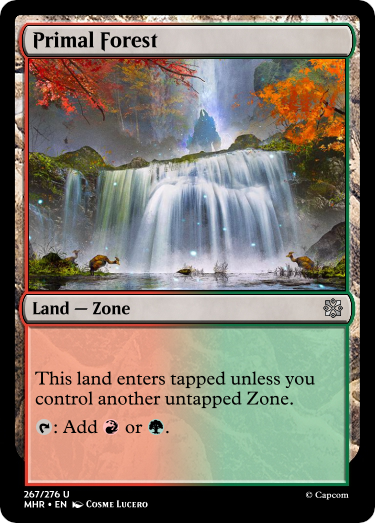 Primal Forest
Land — Zone
This land enters tapped unless you
control another untapped Zone.
: Add or .
267/276 U
MHR • EN Cosme Lucero
© Capcom